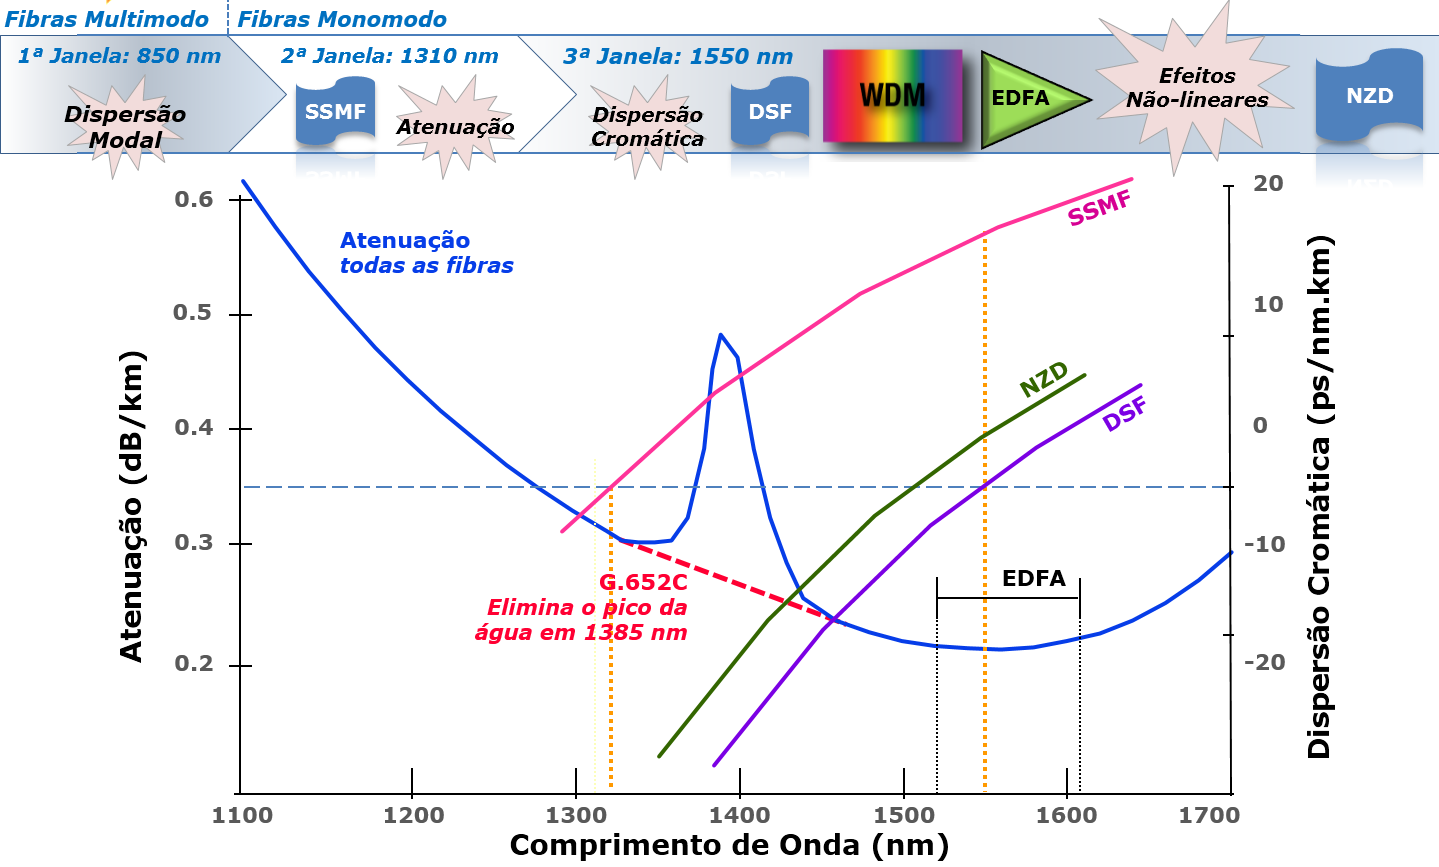 Fibras Multimodo
Fibras Monomodo
1ª Janela: 850 nm
2ª Janela: 1310 nm
3ª Janela: 1550 nm
Dispersão
Modal
SSMF
Atenuação
Dispersão
Cromática
DSF
WDM
EDFA
Efeitos
Não-lineares
NZD
0.6
0.5
0.4
0.3
0.2
Atenuação (dB/km)
Atenuação
todas as fibras
SSMF
NZD
DSF
G.652C
Elimina o pico da
água em 1385 nm
EDFA
20
10
0
-10
-20
Dispersão Cromática (ps/nm.km)
1100
1200
1300
1400
1500
1600
1700
Comprimento de Onda (nm)